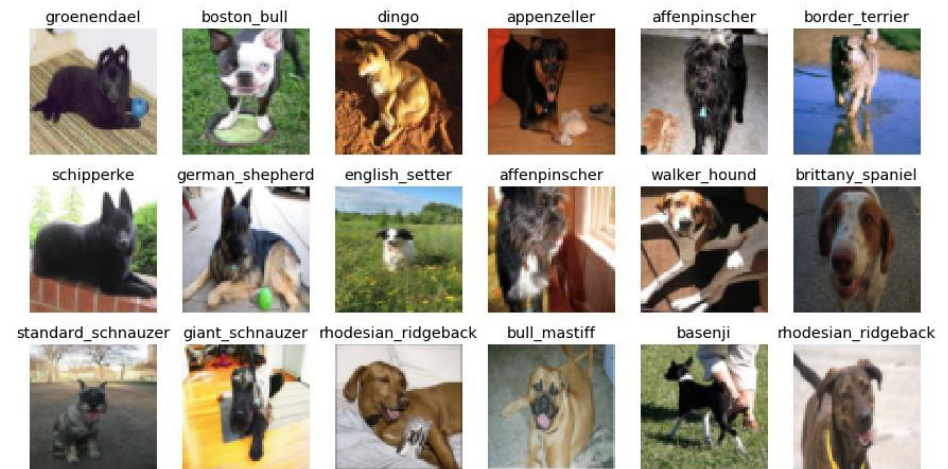 groenendael boston_bull dingo appenzeller affenpinscher border_terrier
schipperke german_shepherd english_setter affenpinscher walker_hound brittany_spaniel
standard_schnauzer giant_schnauzer rhodesian_ridgeback bull_mastiff basenji rhodesian_ridgeback